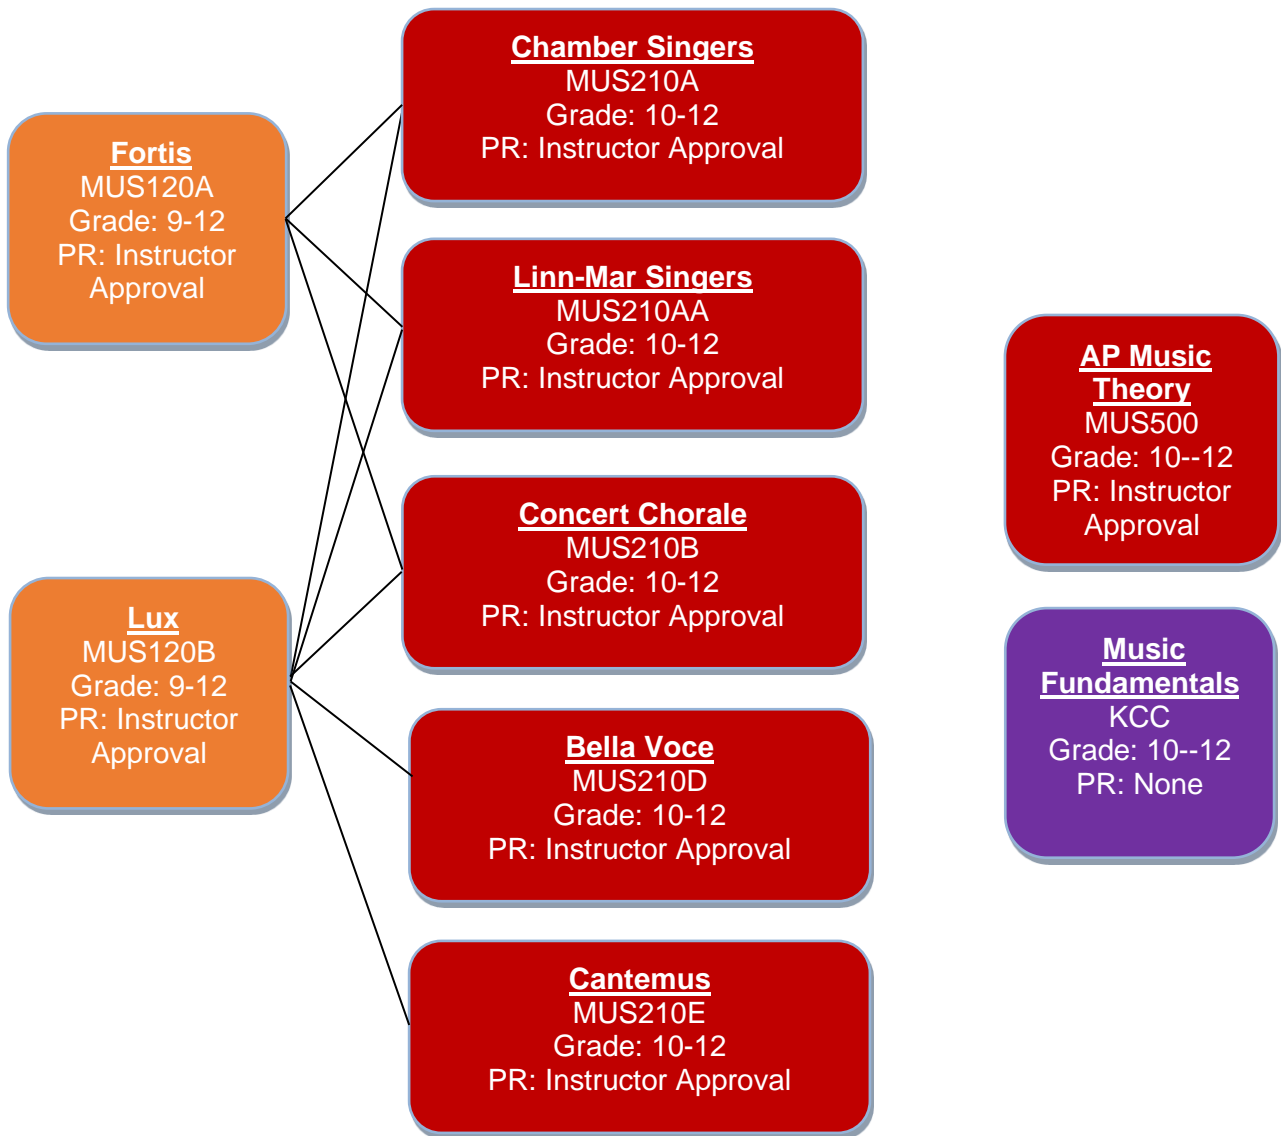 Chamber Singers
MUS210A
Grade: 10-12
PR: Instructor Approval
Fortis
MUS120A
Grade: 9-12
PR: Instructor
Approval
Linn-Mar Singers
MUS210AA
Grade: 10-12
PR: Instructor Approval
AP Music
Theory
MUS500
Grade: 10--12
PR: Instructor
Approval
Concert Chorale
MUS210B
Grade: 10-12
PR: Instructor Approval
Lux
MUS120B
Grade: 9-12
PR: Instructor
Approval
Music
Fundamentals
KCC
Grade: 10--12
PR: None
Bella Voce
MUS210D
Grade: 10-12
PR: Instructor Approval
Cantemus
MUS210E
Grade: 10-12
PR: Instructor Approval